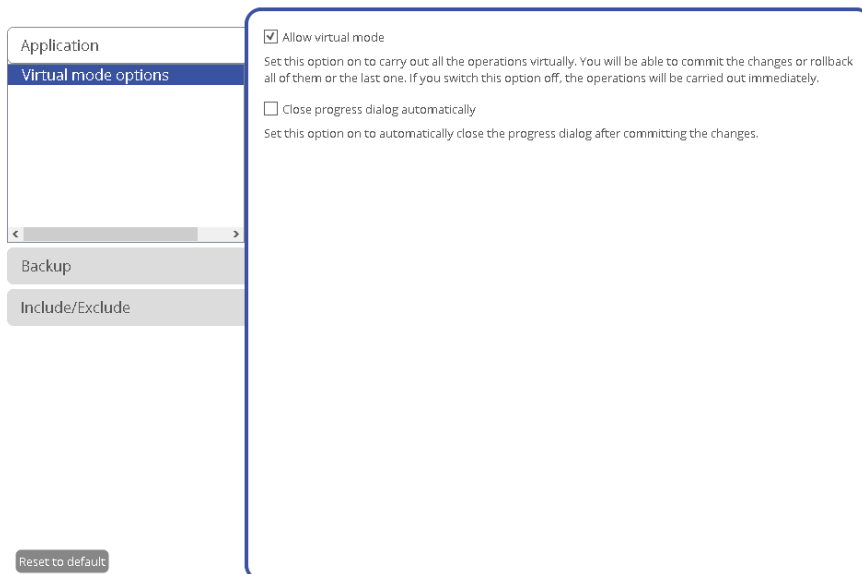 Application
Virtual mode options
Backup
Include/Exclude
Reset to default
Allow virtual mode
Set this option on to carry out all the operations virtually. You will be able to commit the changes or rollback
all of them or the last one. If you switch this option off, the operations will be carried out immediately.
Close progress dialog automatically
Set this option on to automatically close the progress dialog after committing the changes.